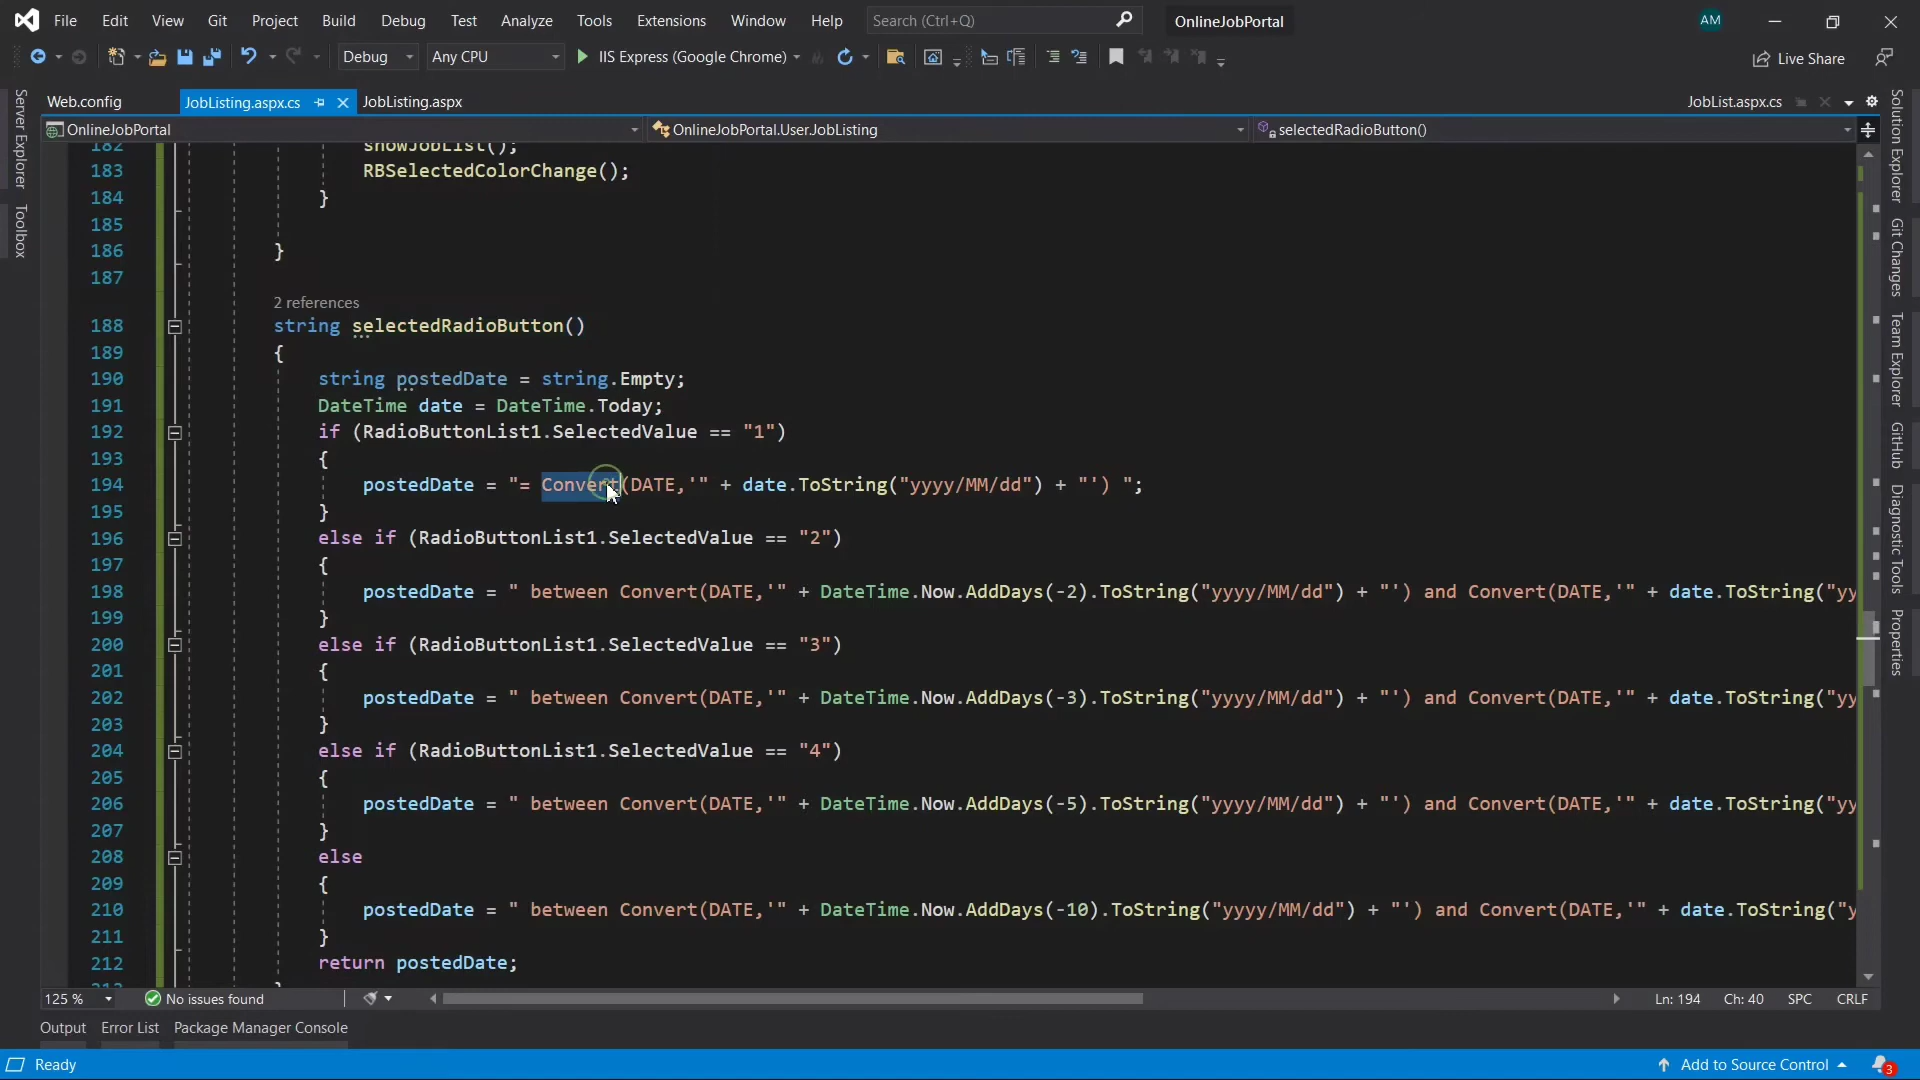 File Edit View Git Project Build Debug Test Analyze Tools Extensions Window Help Search (Ctrl+Q) OnlineJobPortal AM
Debug Any CPU IIS Express (Google Chrome) Live Share
Web.config JobListing.aspx.cs JobListing.aspx JobList.aspx.cs
OnlineJobPortal OnlineJobPortal.User.JobListing selectedRadioButton()
Server Explorer
Toolbox
182 showJobList();
183 RBSelectedColorChange();
184 }
185
186 }
187
2 references
188 string selectedRadioButton()
189 {
190 string postedDate = string.Empty;
191 DateTime date = DateTime.Today;
192 if (RadioButtonList1.SelectedValue == "1")
193 {
194 postedDate = "= Convert(DATE,'" + date.ToString("yyyy/MM/dd") + "') ";
195 }
196 else if (RadioButtonList1.SelectedValue == "2")
197 {
198 postedDate = " between Convert(DATE,'" + DateTime.Now.AddDays(-2).ToString("yyyy/MM/dd") + "') and Convert(DATE,'" + date.ToString("yy
199 }
200 else if (RadioButtonList1.SelectedValue == "3")
201 {
202 postedDate = " between Convert(DATE,'" + DateTime.Now.AddDays(-3).ToString("yyyy/MM/dd") + "') and Convert(DATE,'" + date.ToString("yy
203 }
204 else if (RadioButtonList1.SelectedValue == "4")
205 {
206 postedDate = " between Convert(DATE,'" + DateTime.Now.AddDays(-5).ToString("yyyy/MM/dd") + "') and Convert(DATE,'" + date.ToString("yy
207 }
208 else
209 {
210 postedDate = " between Convert(DATE,'" + DateTime.Now.AddDays(-10).ToString("yyyy/MM/dd") + "') and Convert(DATE,'" + date.ToString("y
211 }
212 return postedDate;
Solution Explorer
Git Changes
Team Explorer
GitHub
Diagnostic Tools
Properties
125 % No issues found Ln: 194 Ch: 40 SPC CRLF
Output Error List Package Manager Console
Ready Add to Source Control 3